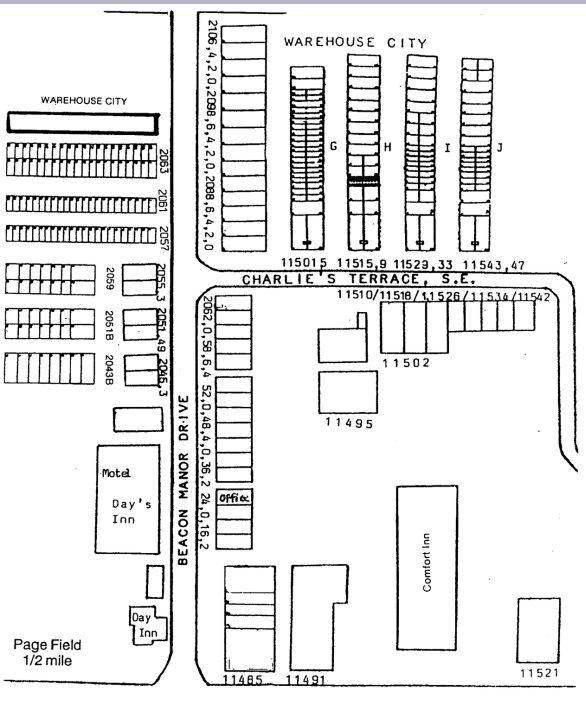 WAREHOUSE CITY
WAREHOUSE CITY
2106,4,2,0,2098,6,4,2,0,2088,6,4,2,0
G
H
I
J
2063
2061
2057
2059
2055,3
2051B
2051,49
2043B
2045,3
11501 5
11515,9
11529,33
11543,47
CHARLIE'S TERRACE, S.E.
11510/11518/11526/11534/11542
11502
11495
2062,0,58,6,4
52,0,48,4,0,36,2
24,0,16,2
Office
BEACON MANOR DRIVE
Motel
Day's
Inn
Day
Inn
Comfort Inn
Page Field
1/2 mile
11485
11491
11521